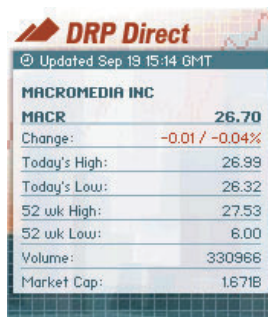 DRP Direct
Updated Sep 19 15:14 GMT
MACROMEDIA INC
MACR 26.70
Change: -0.01 / -0.04%
Today's High: 26.99
Today's Low: 26.32
52 wk High: 27.53
52 wk Low: 6.00
Volume: 330966
Market Cap: 1.671B